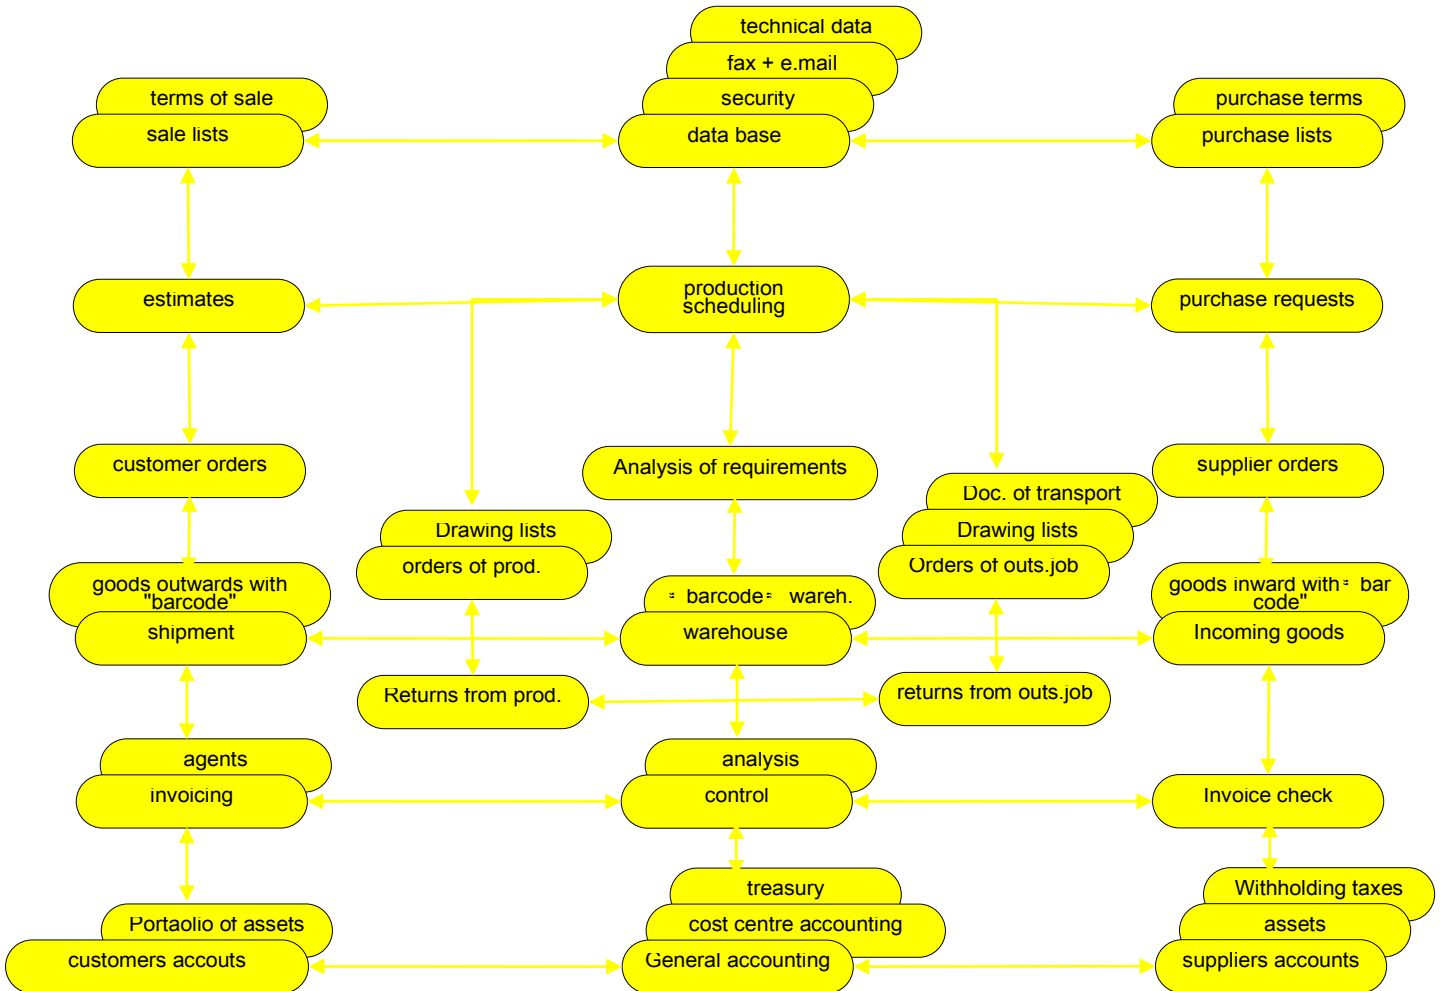 technical data
fax + e.mail
terms of sale
security
purchase terms
sale lists
data base
purchase lists
estimates
production
scheduling
purchase requests
customer orders
Analysis of requirements
supplier orders
Doc. of transport
Drawing lists
Drawing lists
orders of prod.
Orders of outs.job
goods outwards with
"barcode"
" barcode" wareh.
goods inward with" bar
code"
shipment
warehouse
Incoming goods
Returns from prod.
returns from outs.job
agents
analysis
invoicing
control
Invoice check
treasury
Withholding taxes
Portaolio of assets
cost centre accounting
assets
customers accouts
General accounting
suppliers accounts